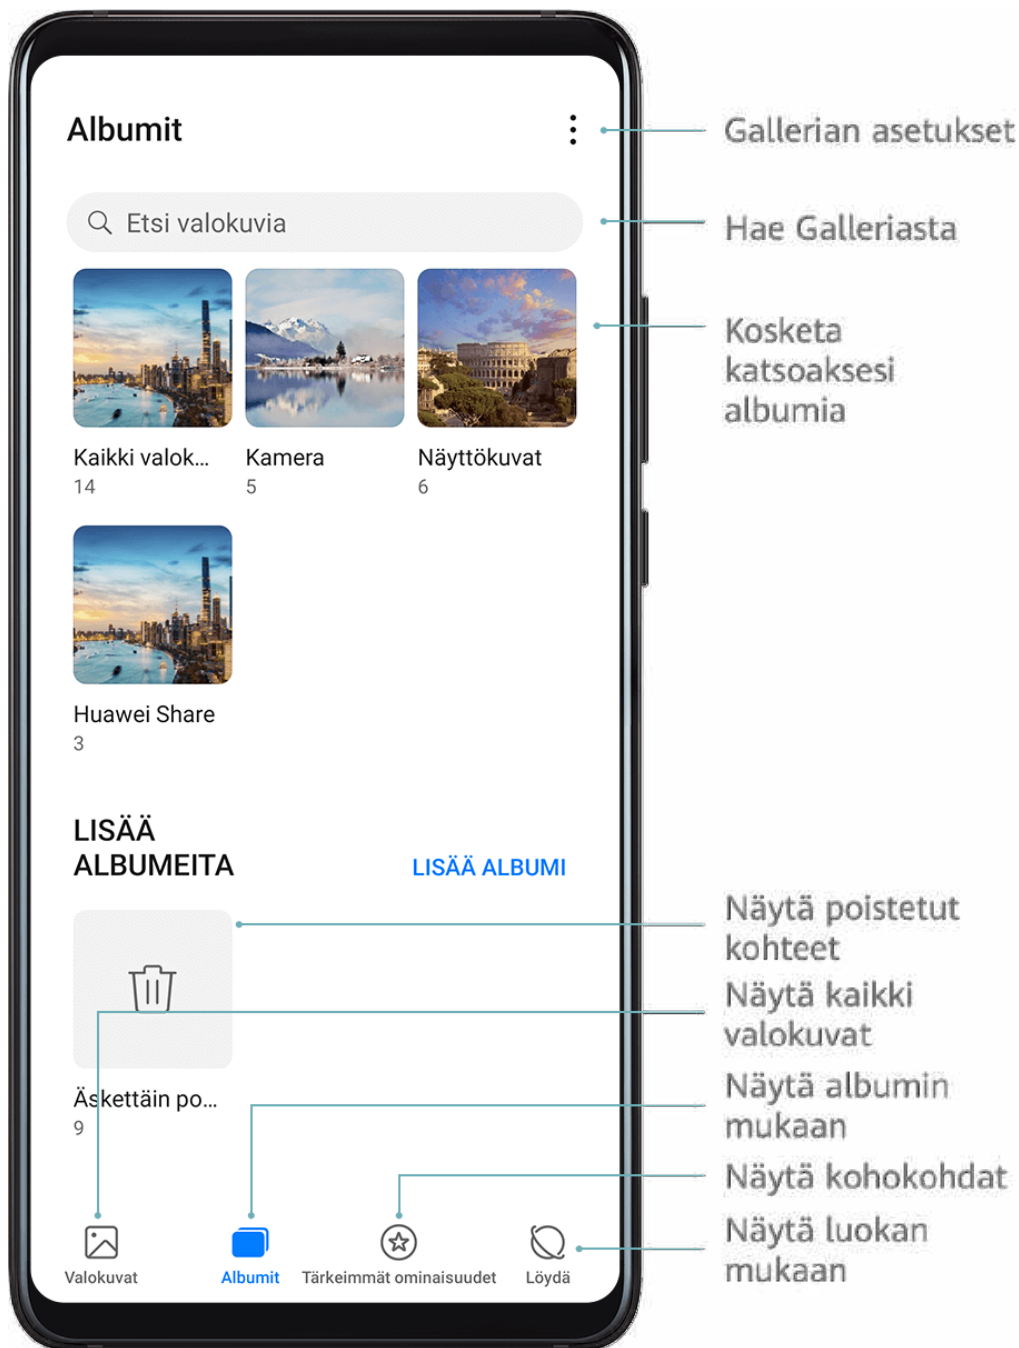 Albumit
Gallerian asetukset
Etsi valokuvia
Hae Galleriasta
Kosketa
katsoaksesi
albumia
Kaikki valok...
Kamera
Näyttökuvat
14
5
6
Huawei Share
3
LISÄÄ
ALBUMEITA
LISÄÄ ALBUMI
Näytä poistetut
kohteet
Näytä kaikki
valokuvat
Äskettäin po...
9
Näytä albumin
mukaan
Näytä kohokohdat
Näytä luokan
mukaan
Valokuvat
Albumit
Tärkeimmät ominaisuudet
Löydä